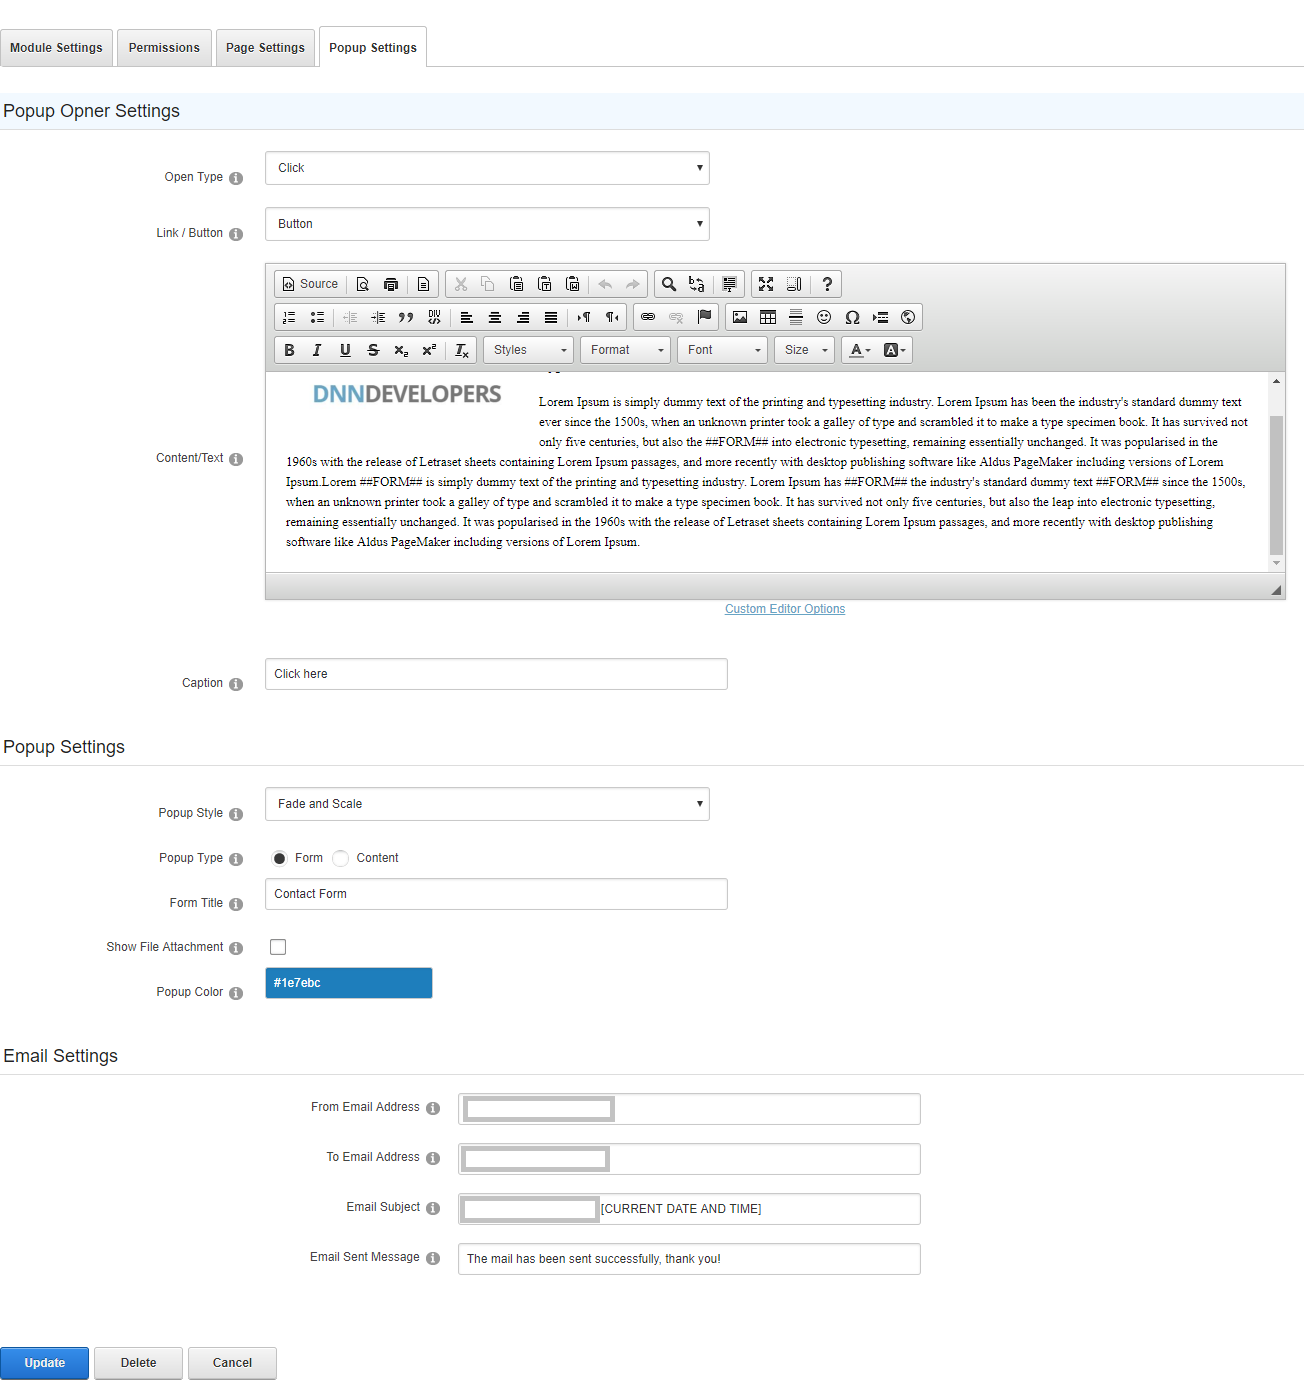 Module Settings Permissions Page Settings Popup Settings
Popup Opner Settings
Open Type Click
Link / Button Button
Source
Styles Format Font Size
DNNDEVELOPERS
Lorem Ipsum is simply dummy text of the printing and typesetting industry. Lorem Ipsum has been the industry's standard dummy text
ever since the 1500s, when an unknown printer took a galley of type and scrambled it to make a type specimen book. It has survived not
only five centuries, but also the ##FORM## into electronic typesetting, remaining essentially unchanged. It was popularised in the
Content/Text
1960s with the release of Letraset sheets containing Lorem Ipsum passages, and more recently with desktop publishing software like Aldus PageMaker including versions of Lorem
Ipsum.Lorem ##FORM## is simply dummy text of the printing and typesetting industry. Lorem Ipsum has ##FORM## the industry's standard dummy text ##FORM## since the 1500s,
when an unknown printer took a galley of type and scrambled it to make a type specimen book. It has survived not only five centuries, but also the leap into electronic typesetting,
remaining essentially unchanged. It was popularised in the 1960s with the release of Letraset sheets containing Lorem Ipsum passages, and more recently with desktop publishing
software like Aldus PageMaker including versions of Lorem Ipsum.
Custom Editor Options
Caption Click here
Popup Settings
Popup Style Fade and Scale
Popup Type Form Content
Form Title Contact Form
Show File Attachment
Popup Color #1e7ebc
Email Settings
From Email Address
To Email Address
Email Subject [CURRENT DATE AND TIME]
Email Sent Message The mail has been sent successfully, thank you!
Update Delete Cancel